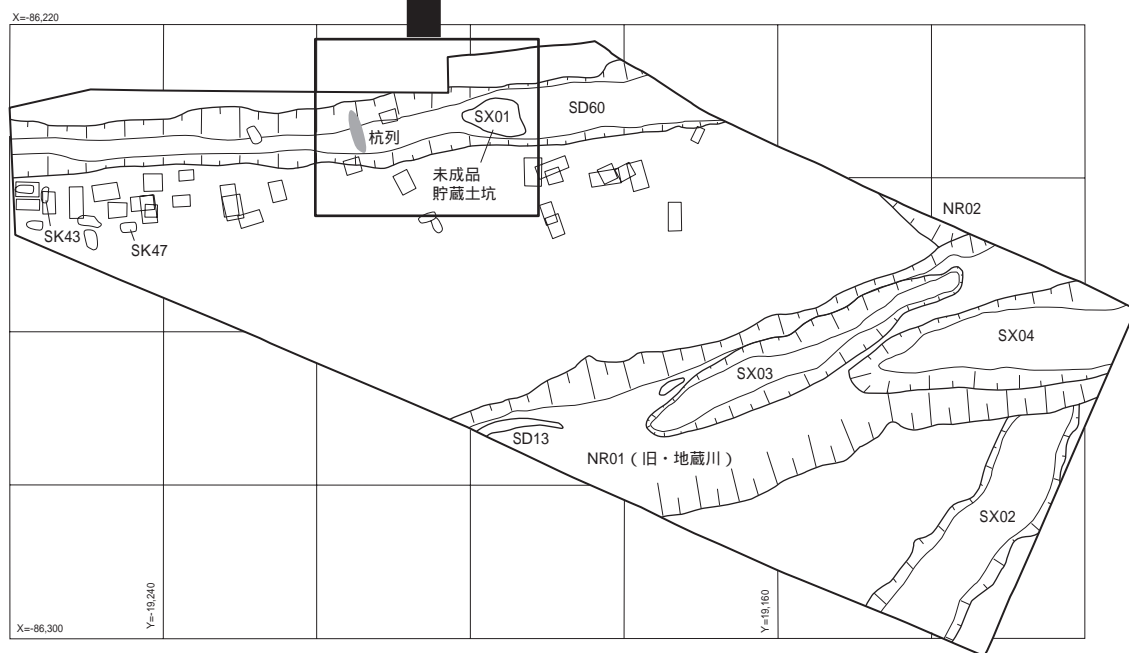 X=-86,220
SX01
SD60
杭列
未成品
貯蔵土坑
NR02
SK43
SK47
SX04
SX03
SD13
NR01（旧・地蔵川）
SX02
Y=-19,240
Y=-19,160
X=-86,300